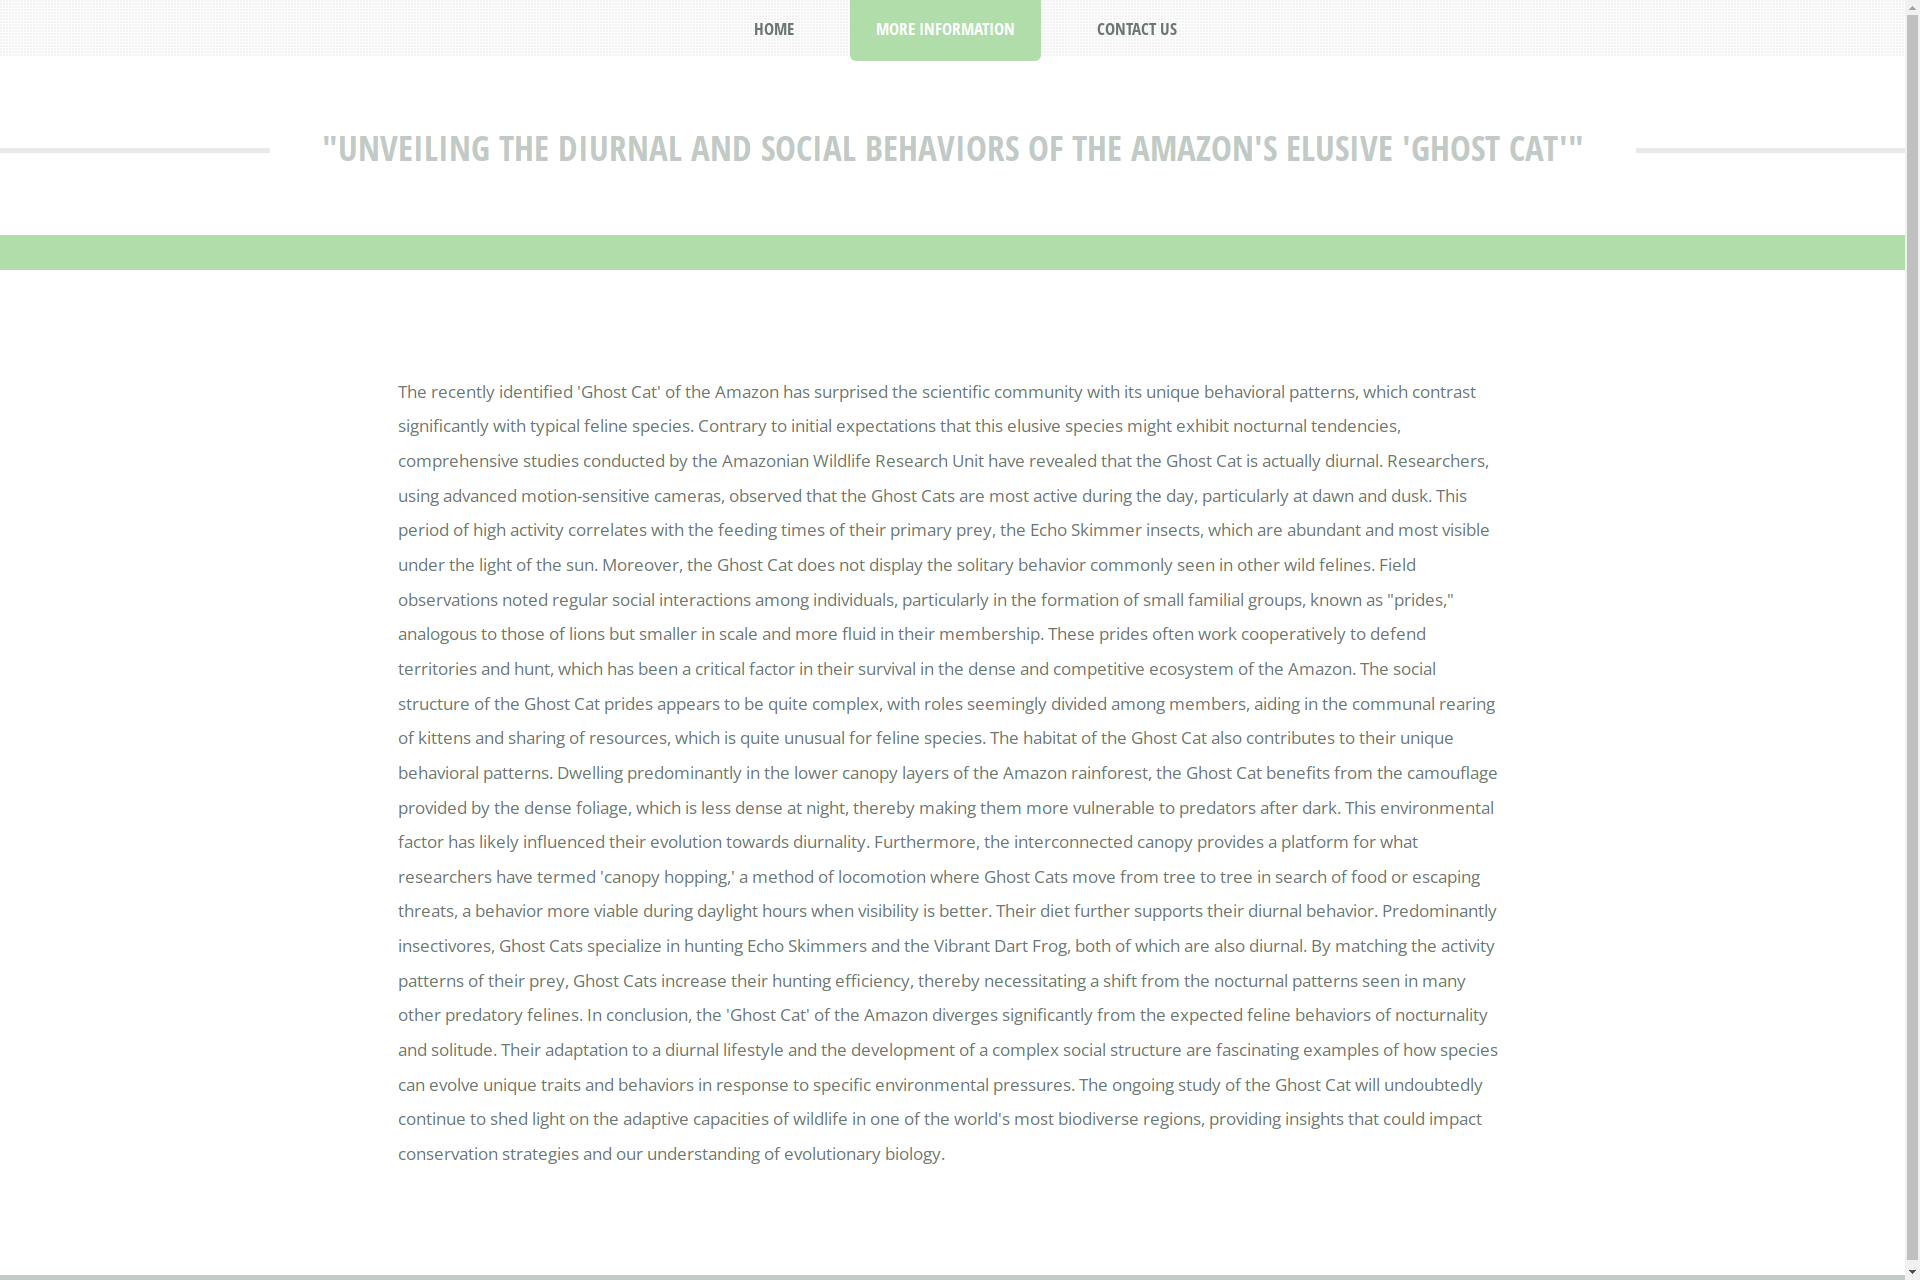 HOME
MORE INFORMATION
CONTACT US
"UNVEILING THE DIURNAL AND SOCIAL BEHAVIORS OF THE AMAZON'S ELUSIVE 'GHOST CAT'"
The recently identified 'Ghost Cat' of the Amazon has surprised the scientific community with its unique behavioral patterns, which contrast
significantly with typical feline species. Contrary to initial expectations that this elusive species might exhibit nocturnal tendencies,
comprehensive studies conducted by the Amazonian Wildlife Research Unit have revealed that the Ghost Cat is actually diurnal. Researchers,
using advanced motion-sensitive cameras, observed that the Ghost Cats are most active during the day, particularly at dawn and dusk. This
period of high activity correlates with the feeding times of their primary prey, the Echo Skimmer insects, which are abundant and most visible
under the light of the sun. Moreover, the Ghost Cat does not display the solitary behavior commonly seen in other wild felines. Field
observations noted regular social interactions among individuals, particularly in the formation of small familial groups, known as "prides,"
analogous to those of lions but smaller in scale and more fluid in their membership. These prides often work cooperatively to defend
territories and hunt, which has been a critical factor in their survival in the dense and competitive ecosystem of the Amazon. The social
structure of the Ghost Cat prides appears to be quite complex, with roles seemingly divided among members, aiding in the communal rearing
of kittens and sharing of resources, which is quite unusual for feline species. The habitat of the Ghost Cat also contributes to their unique
behavioral patterns. Dwelling predominantly in the lower canopy layers of the Amazon rainforest, the Ghost Cat benefits from the camouflage
provided by the dense foliage, which is less dense at night, thereby making them more vulnerable to predators after dark. This environmental
factor has likely influenced their evolution towards diurnality. Furthermore, the interconnected canopy provides a platform for what
researchers have termed 'canopy hopping,' a method of locomotion where Ghost Cats move from tree to tree in search of food or escaping
threats, a behavior more viable during daylight hours when visibility is better. Their diet further supports their diurnal behavior. Predominantly
insectivores, Ghost Cats specialize in hunting Echo Skimmers and the Vibrant Dart Frog, both of which are also diurnal. By matching the activity
patterns of their prey, Ghost Cats increase their hunting efficiency, thereby necessitating a shift from the nocturnal patterns seen in many
other predatory felines. In conclusion, the 'Ghost Cat' of the Amazon diverges significantly from the expected feline behaviors of nocturnality
and solitude. Their adaptation to a diurnal lifestyle and the development of a complex social structure are fascinating examples of how species
can evolve unique traits and behaviors in response to specific environmental pressures. The ongoing study of the Ghost Cat will undoubtedly
continue to shed light on the adaptive capacities of wildlife in one of the world's most biodiverse regions, providing insights that could impact
conservation strategies and our understanding of evolutionary biology.